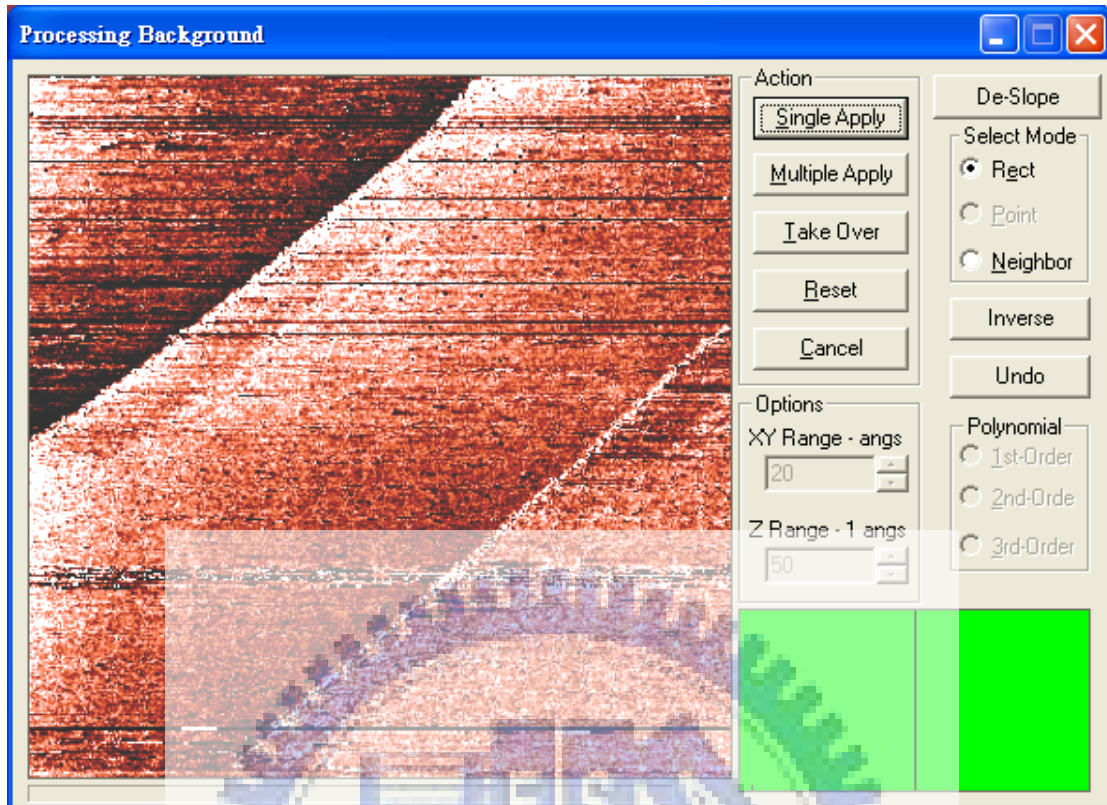 Processing Background
Action
Single Apply
Multiple Apply
Take Over
Reset
Cancel
Options
XY Range - angs
20
Z Range - 1 angs
50
De-Slope
Select Mode
Rect
Point
Neighbor
Inverse
Undo
Polynomial
1st-Order
2nd-Orde
3rd-Order